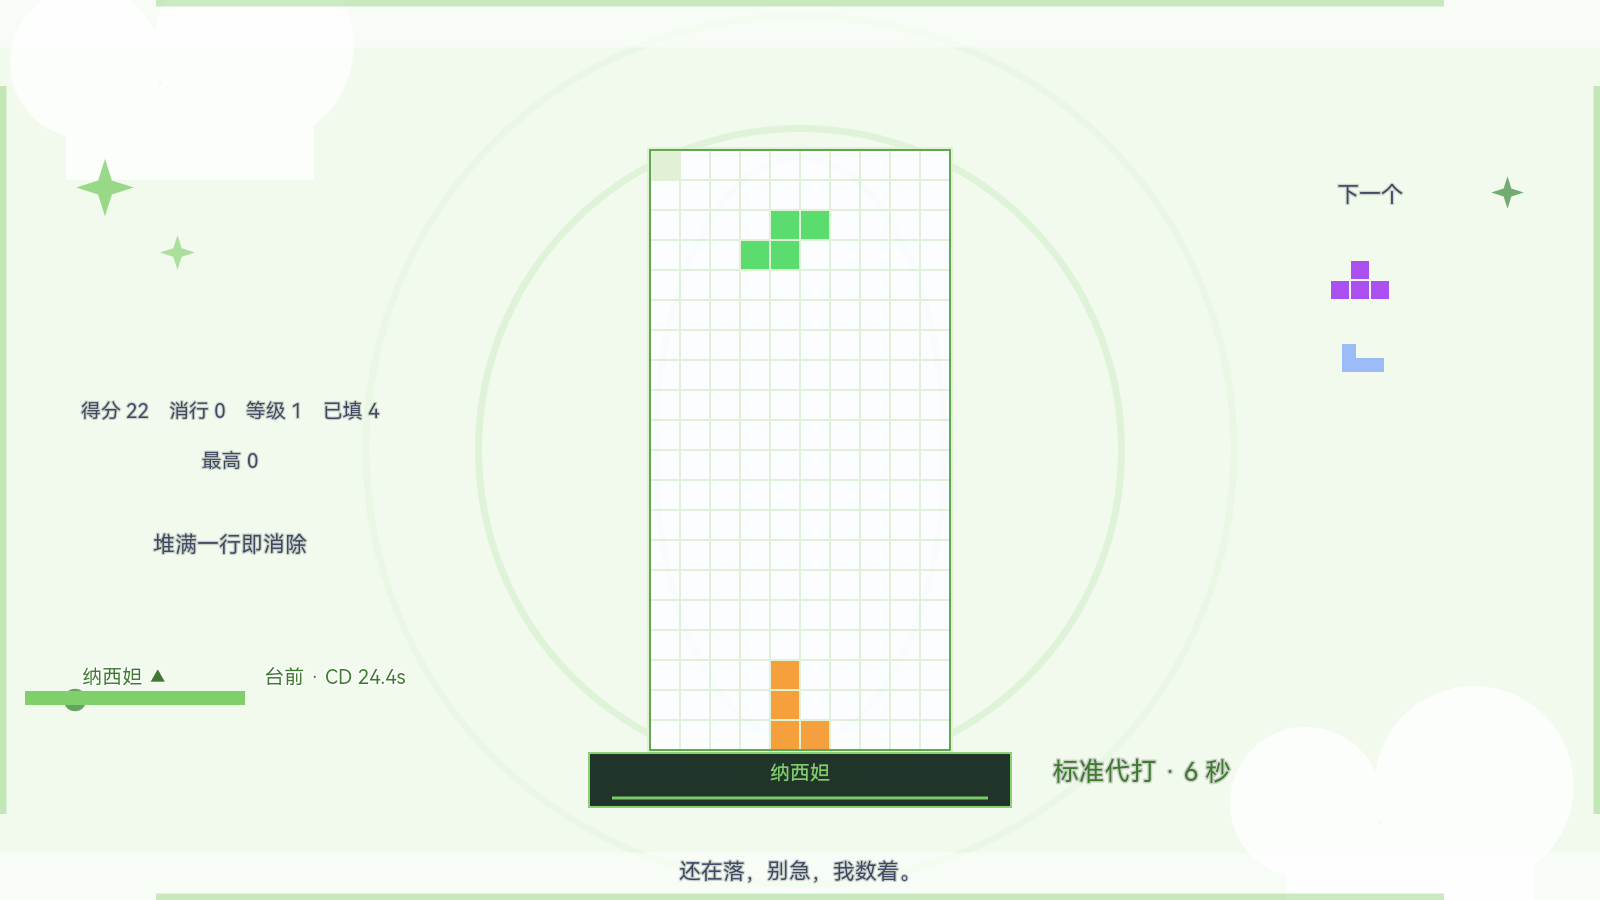 下一个
得分 22 消行 0 等级 1 已填 4
最高 0
堆满一行即消除
纳西妲 ▲ 台前 · CD 24.4s
纳西妲
标准代打 · 6 秒
还在落，别急，我数着。